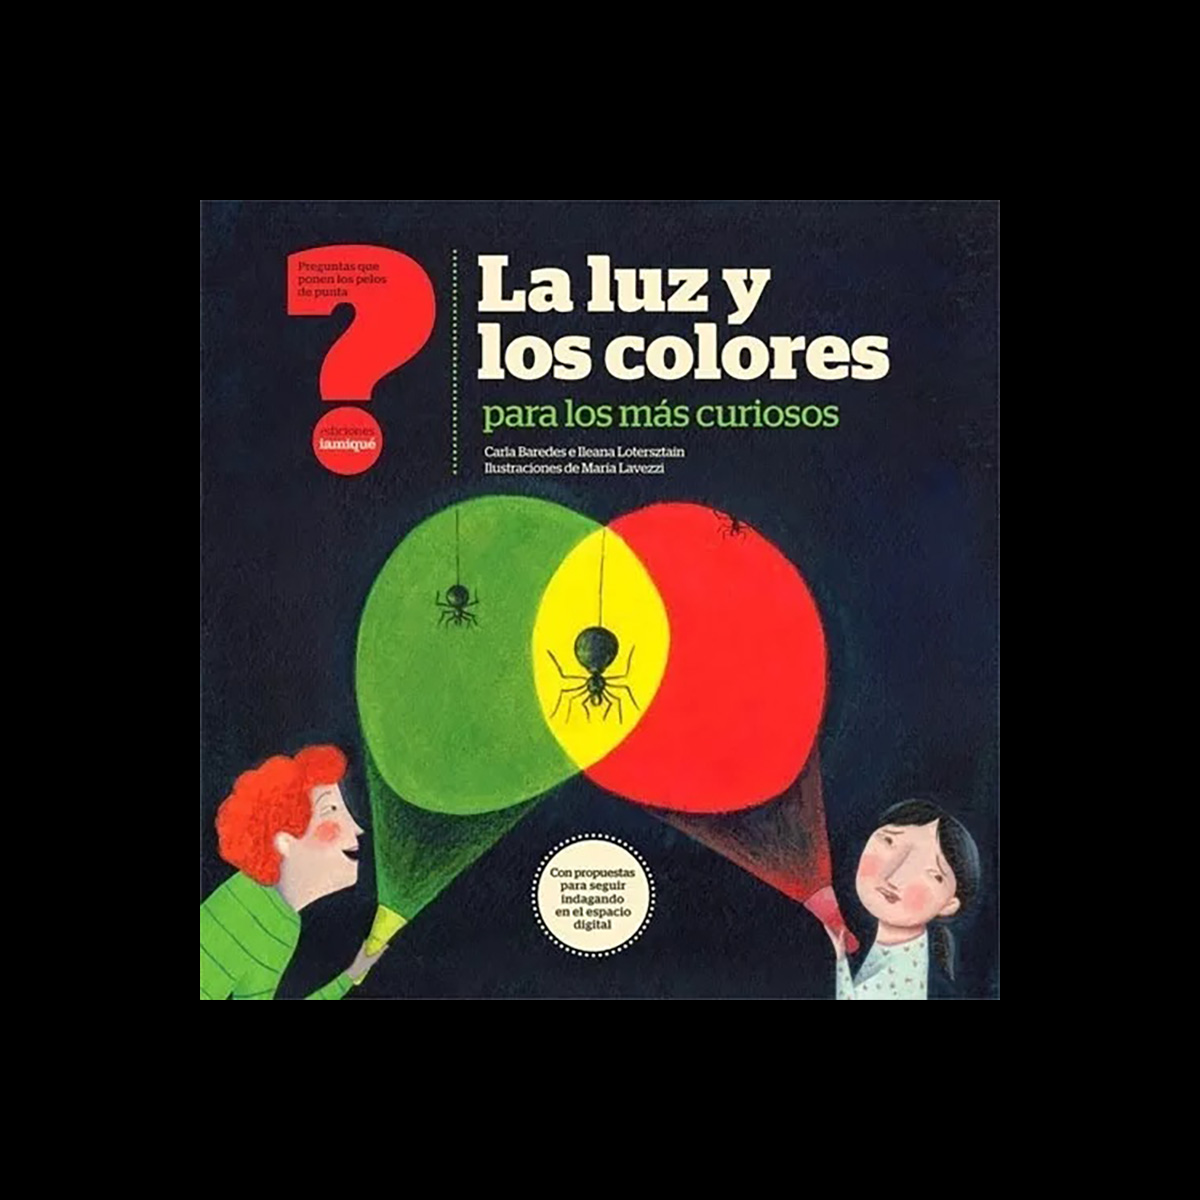 Preguntas que
ponen los pelos
de punta
ediciones
iamiqué
La luz y
los colores
para los más curiosos
Carla Baredes e Ileana Lotersztain
Ilustraciones de María Lavezzi
Con propuestas
para seguir
indagando
en el espacio
digital